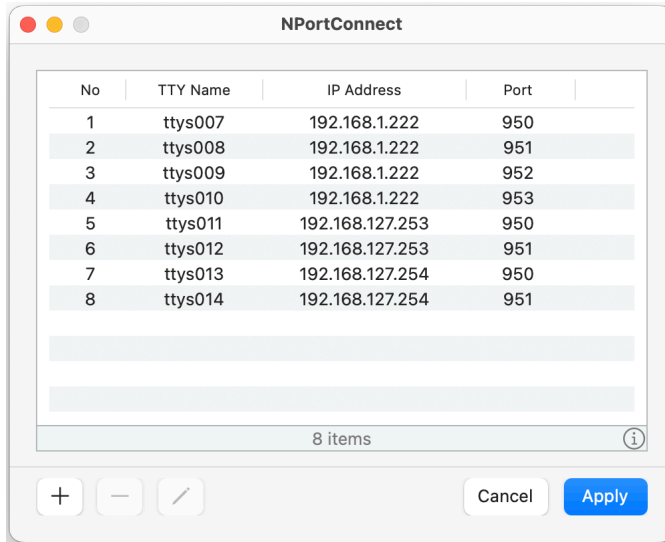 NPortConnect
No TTY Name IP Address Port
1 ttys007 192.168.1.222 950
2 ttys008 192.168.1.222 951
3 ttys009 192.168.1.222 952
4 ttys010 192.168.1.222 953
5 ttys011 192.168.127.253 950
6 ttys012 192.168.127.253 951
7 ttys013 192.168.127.254 950
8 ttys014 192.168.127.254 951
8 items
Cancel Apply